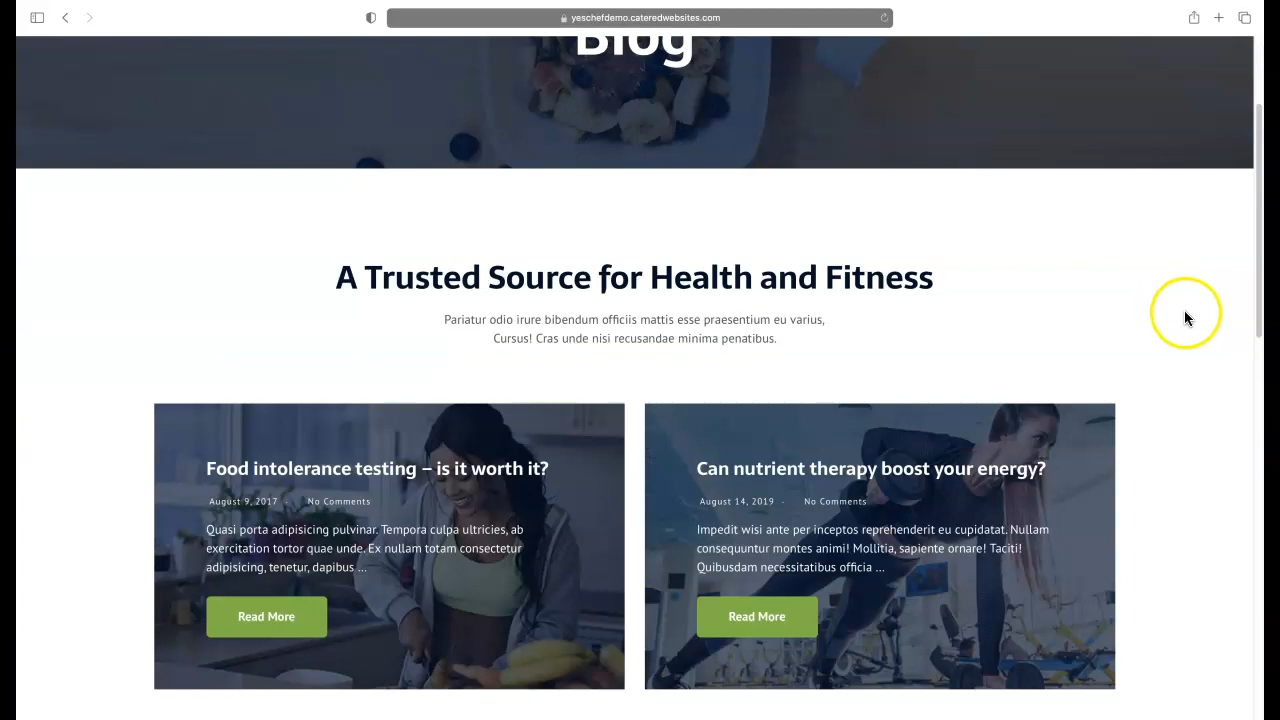 yeschefdemo.cateredwebsites.com
Blog
A Trusted Source for Health and Fitness
Pariatur odio irure bibendum officiis mattis esse praesentium eu varius,
Cursus! Cras unde nisi recusandae minima penatibus.
Food intolerance testing – is it worth it?
August 9, 2017 - No Comments
Quasi porta adipisicing pulvinar. Tempora culpa ultricies, ab
exercitation tortor quae unde. Ex nullam totam consectetur
adipisicing, tenetur, dapibus ...
Read More
Can nutrient therapy boost your energy?
August 14, 2019 - No Comments
Impedit wisi ante per inceptos reprehenderit eu cupidatat. Nullam
consequuntur montes animi! Mollitia, sapiente ornare! Taciti!
Quibusdam necessitatibus officia ...
Read More